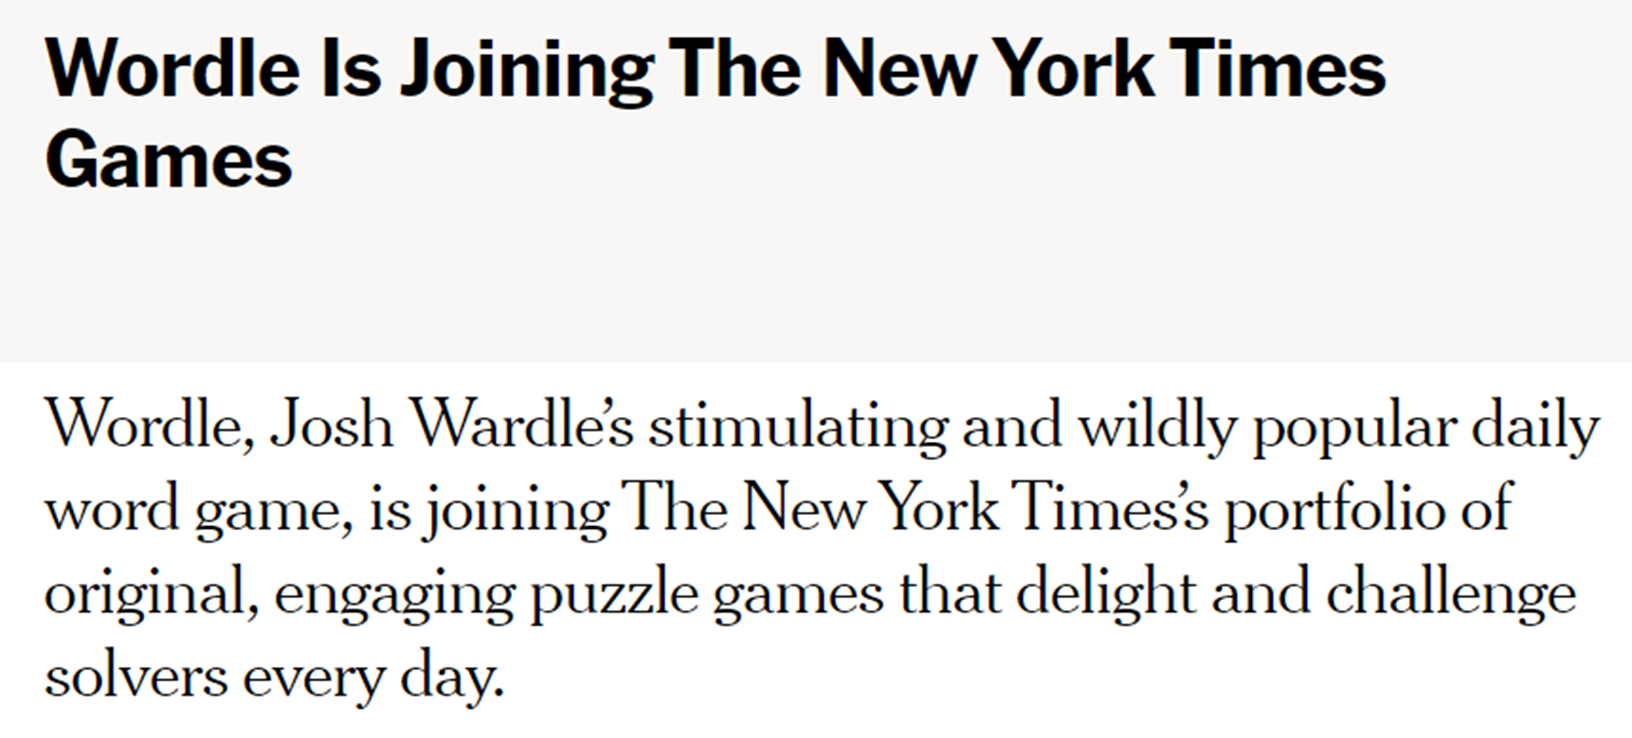 Wordle Is Joining The New York Times
Games
Wordle, Josh Wardle’s stimulating and wildly popular daily
word game, is joining The New York Times’s portfolio of
original, engaging puzzle games that delight and challenge
solvers every day.